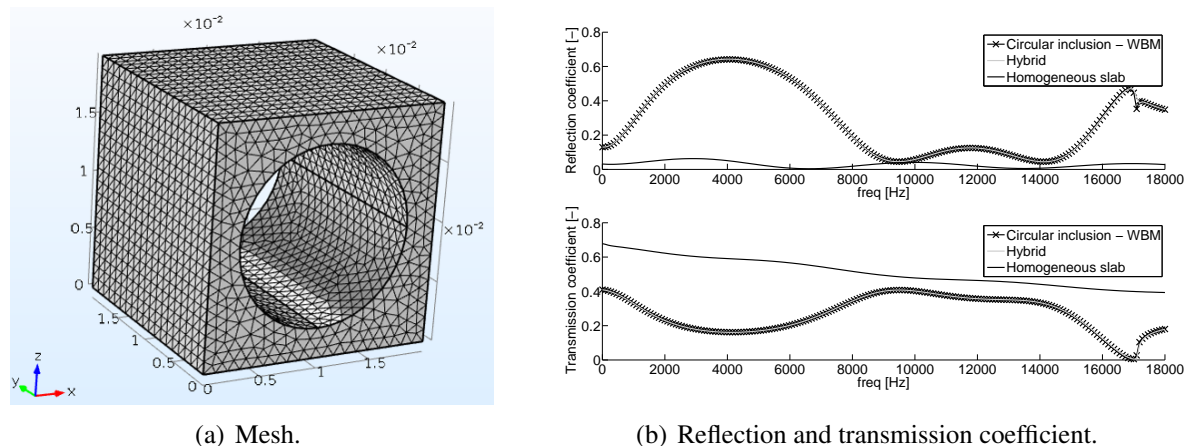 ×10⁻²
×10⁻²
1.5
1
0.5
0
×10⁻²
1.5
1
0.5
0
0
0.5
1
1.5
z
y
x
(a) Mesh.
0.8
0.6
0.4
0.2
0
Reflection coefficient [−]
Circular inclusion − WBM
Hybrid
Homogeneous slab
0 2000 4000 6000 8000 10000 12000 14000 16000 18000
freq [Hz]
0.8
0.6
0.4
0.2
0
Transmission coefficient [−]
Circular inclusion − WBM
Hybrid
Homogeneous slab
0 2000 4000 6000 8000 10000 12000 14000 16000 18000
freq [Hz]
(b) Reflection and transmission coefficient.